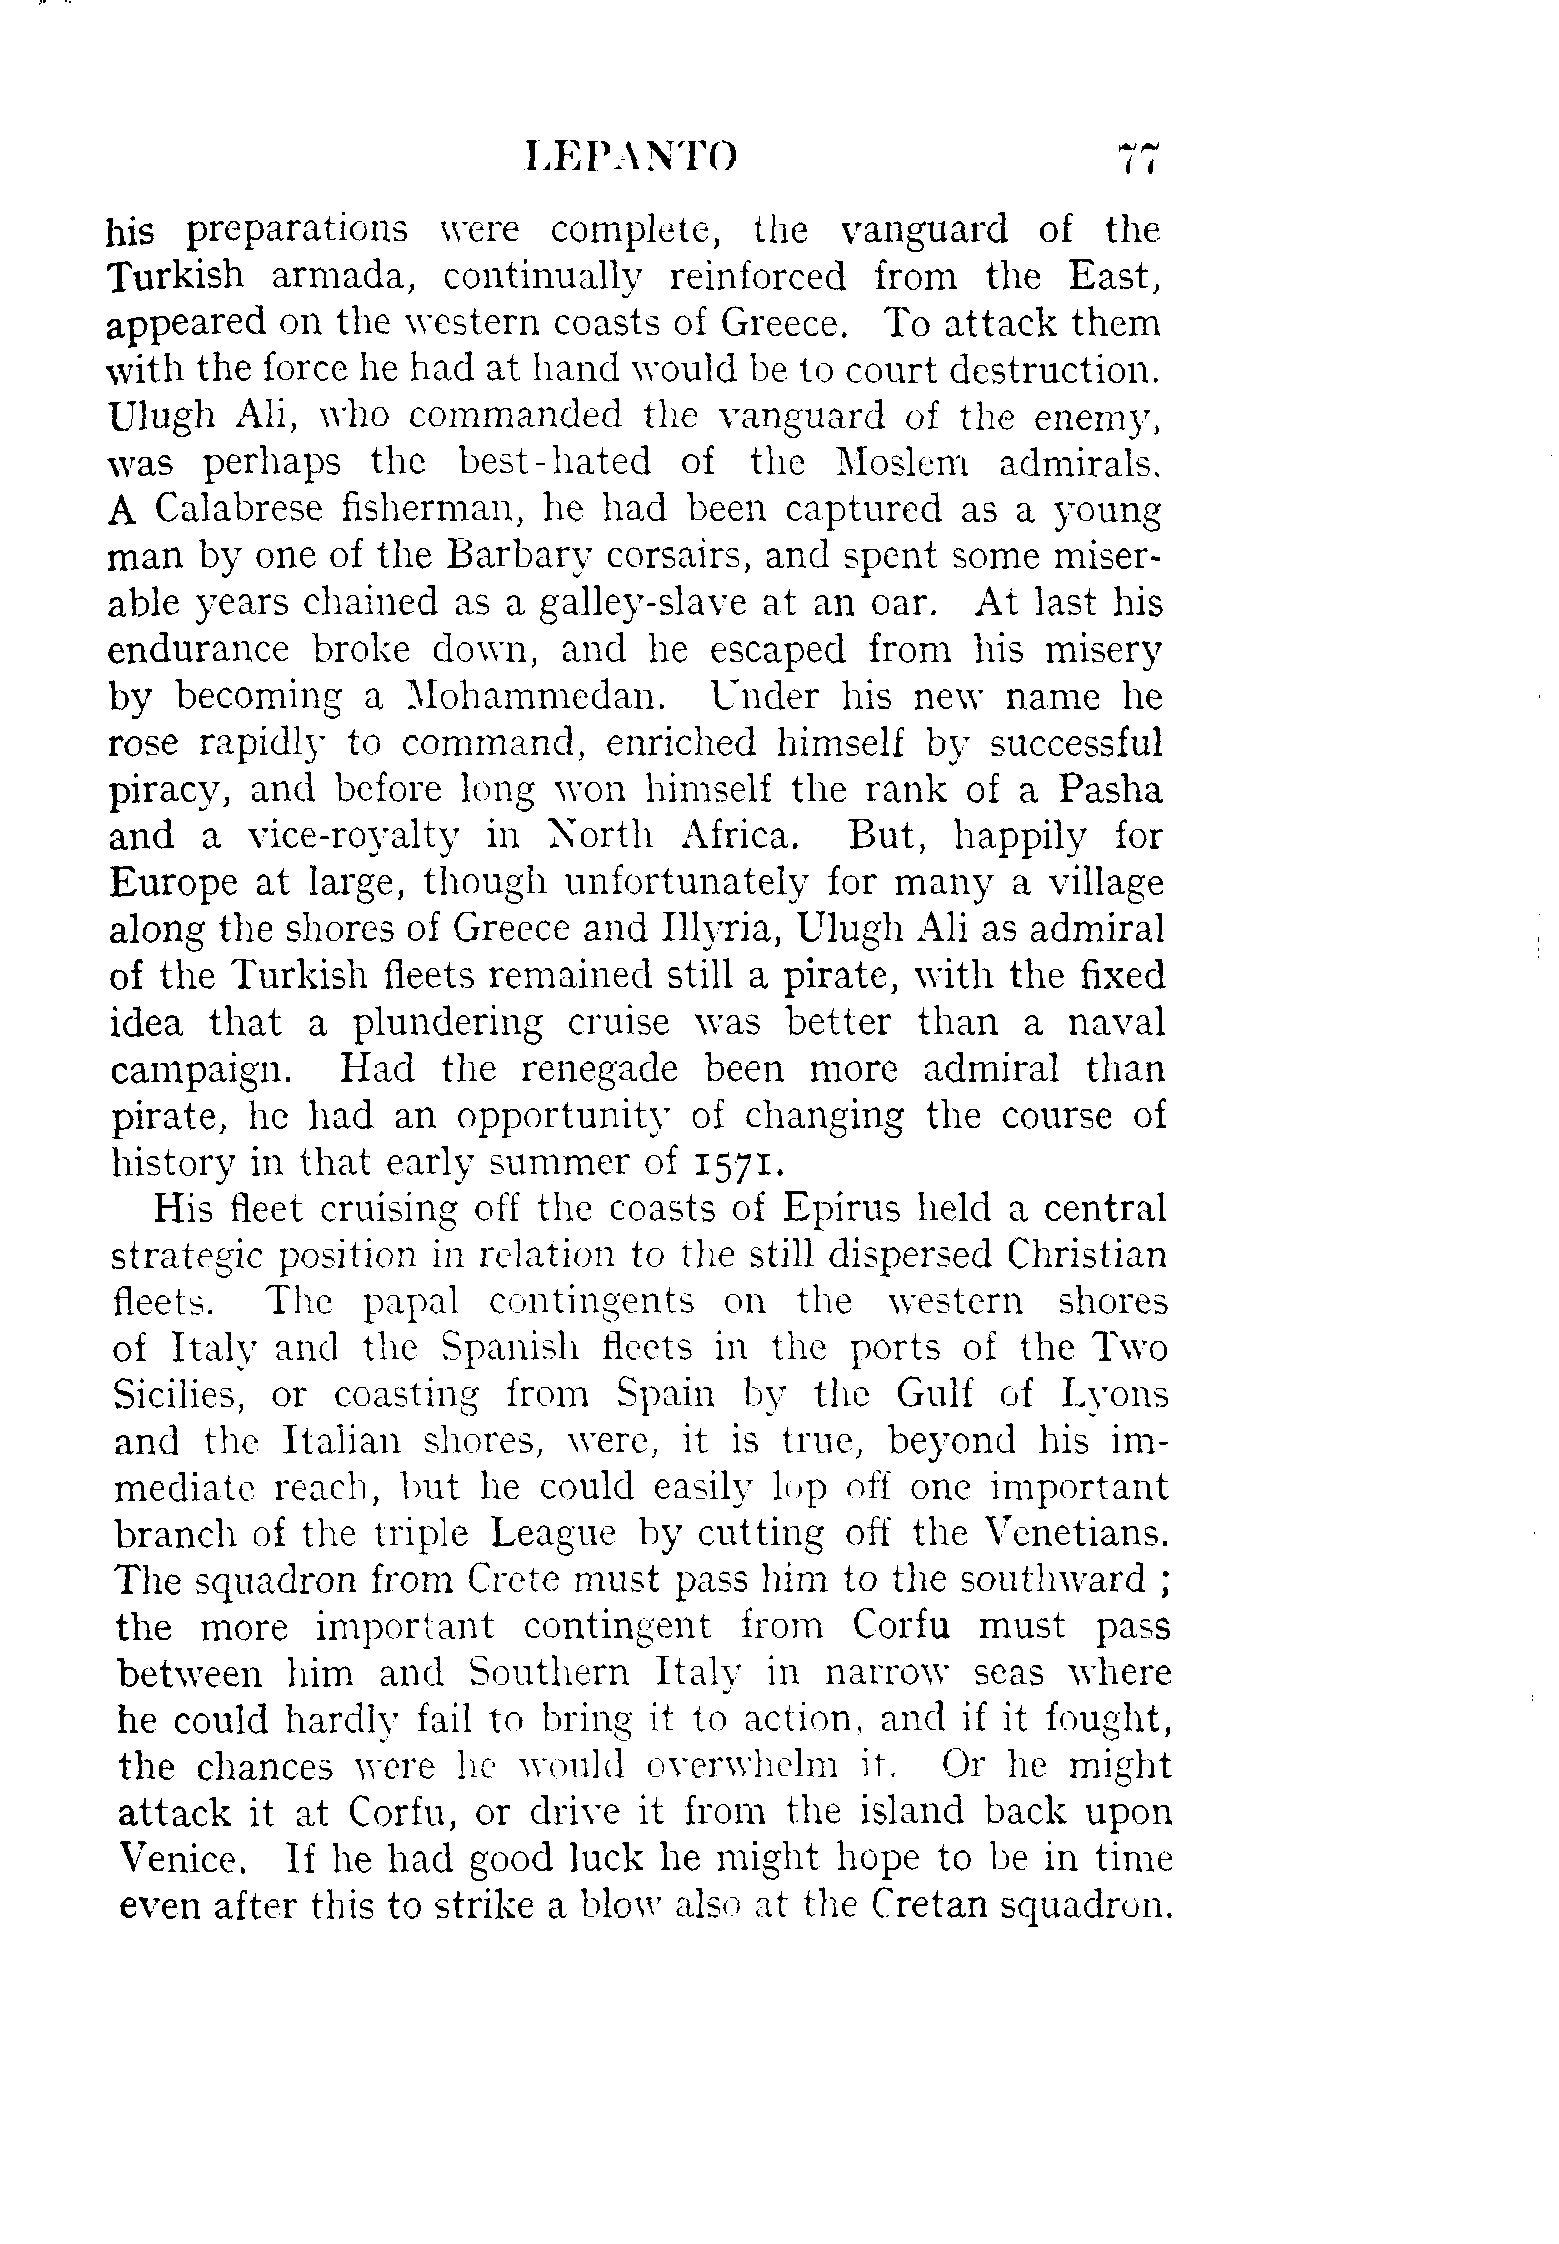 LEPANTO 77
his preparations were complete, the vanguard of the
Turkish armada, continually reinforced from the East,
appeared on the western coasts of Greece. To attack them
with the force he had at hand would be to court destruction.
Ulugh Ali, who commanded the vanguard of the enemy,
was perhaps the best-hated of the Moslem admirals.
A Calabrese fisherman, he had been captured as a young
man by one of the Barbary corsairs, and spent some miser-
able years chained as a galley-slave at an oar. At last his
endurance broke down, and he escaped from his misery
by becoming a Mohammedan. Under his new name he
rose rapidly to command, enriched himself by successful
piracy, and before long won himself the rank of a Pasha
and a vice-royalty in North Africa. But, happily for
Europe at large, though unfortunately for many a village
along the shores of Greece and Illyria, Ulugh Ali as admiral
of the Turkish fleets remained still a pirate, with the fixed
idea that a plundering cruise was better than a naval
campaign. Had the renegade been more admiral than
pirate, he had an opportunity of changing the course of
history in that early summer of 1571.
His fleet cruising off the coasts of Epirus held a central
strategic position in relation to the still dispersed Christian
fleets. The papal contingents on the western shores
of Italy and the Spanish fleets in the ports of the Two
Sicilies, or coasting from Spain by the Gulf of Lyons
and the Italian shores, were, it is true, beyond his im-
mediate reach, but he could easily lop off one important
branch of the triple League by cutting off the Venetians.
The squadron from Crete must pass him to the southward ;
the more important contingent from Corfu must pass
between him and Southern Italy in narrow seas where
he could hardly fail to bring it to action, and if it fought,
the chances were he would overwhelm it. Or he might
attack it at Corfu, or drive it from the island back upon
Venice. If he had good luck he might hope to be in time
even after this to strike a blow also at the Cretan squadron.